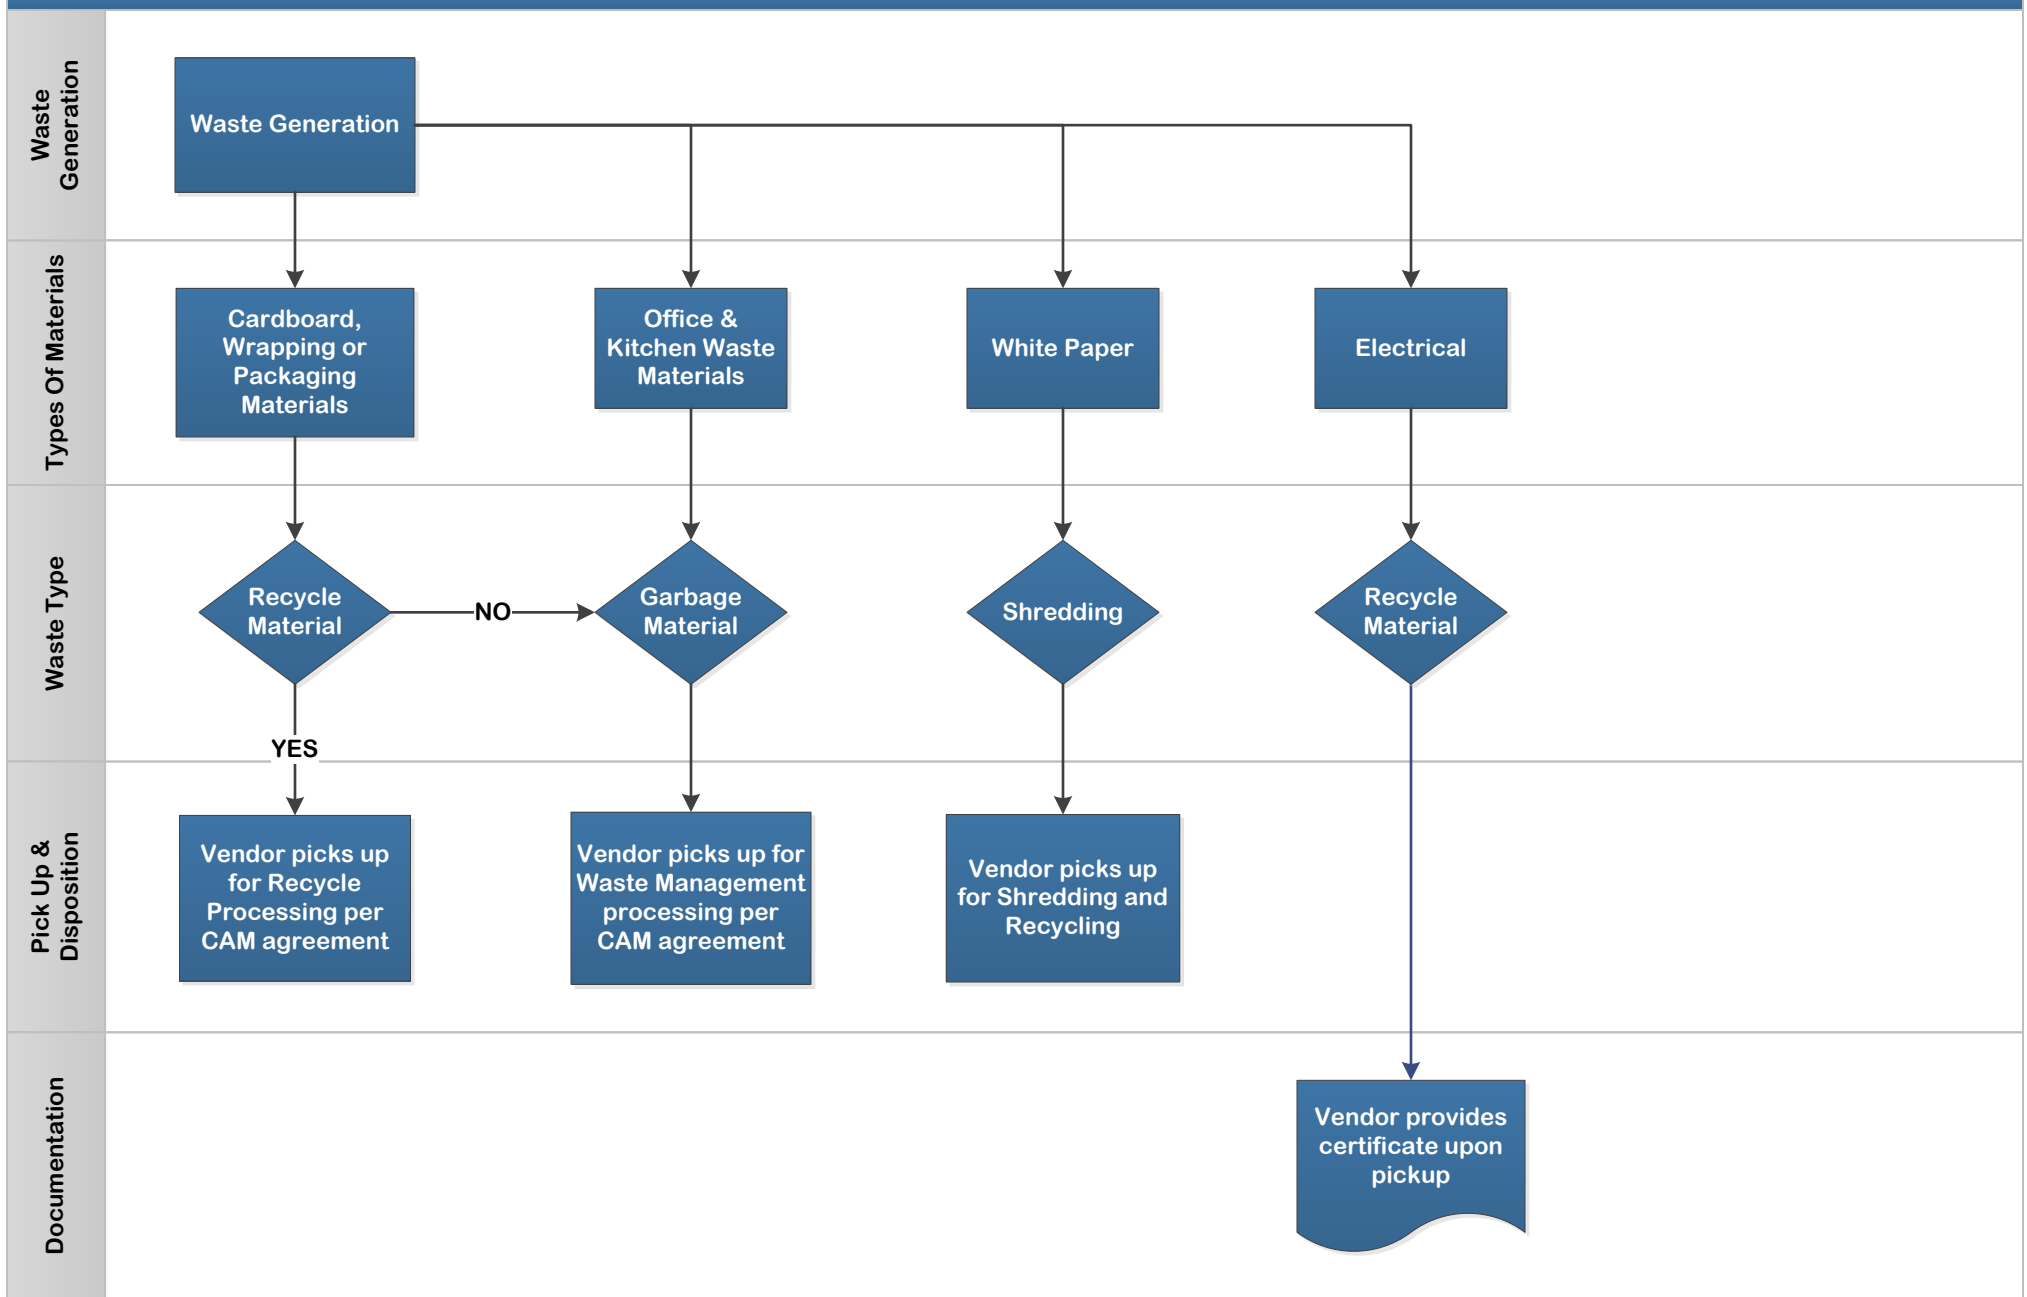 Waste
Generation
Waste Generation
Types Of Materials
Cardboard,
Wrapping or
Packaging
Materials
Office &
Kitchen Waste
Materials
White Paper
Electrical
Waste Type
Recycle
Material
NO
Garbage
Material
Shredding
Recycle
Material
YES
Pick Up &
Disposition
Vendor picks up
for Recycle
Processing per
CAM agreement
Vendor picks up for
Waste Management
processing per
CAM agreement
Vendor picks up
for Shredding and
Recycling
Documentation
Vendor provides
certificate upon
pickup